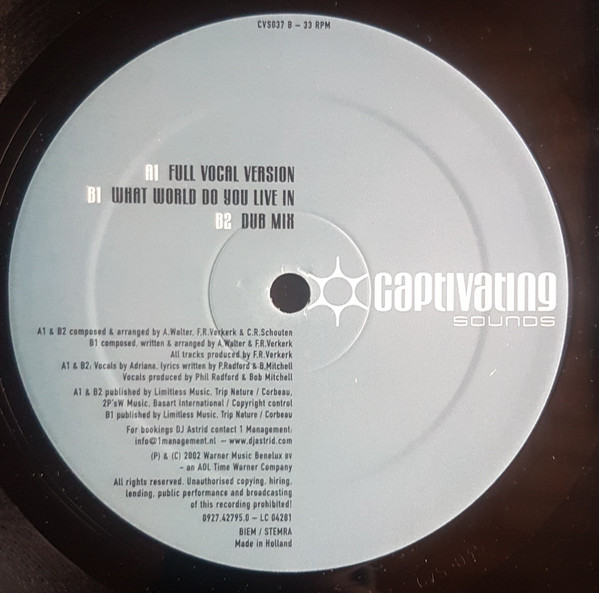 CVS037 B – 33 RPM
A1 FULL VOCAL VERSION
B1 WHAT WORLD DO YOU LIVE IN
B2 DUB MIX
captivating
SOUNDS
A1 & B2 composed & arranged by A.Walter, F.R.Verkerk & C.R.Schouten
B1 composed, written & arranged by A.Walter & F.R.Verkerk
All tracks produced by F.R.Verkerk
A1 & B2: Vocals by Adriana, lyrics written by P.Radford & B.Mitchell
Vocals produced by Phil Radford & Bob Mitchell
A1 & B2 published by Limitless Music, Trip Nature / Corbeau,
2P'sW Music, Basart International / Copyright control
B1 published by Limitless Music, Trip Nature / Corbeau
For bookings DJ Astrid contact 1 Management:
info@1management.nl – www.djastrid.com
(P) & (C) 2002 Warner Music Benelux BV
– an AOL Time Warner Company
All rights reserved. Unauthorised copying, hiring,
lending, public performance and broadcasting
of this recording prohibited!
0927.42795.0 – LC 04281
BIEM / STEMRA
Made in Holland